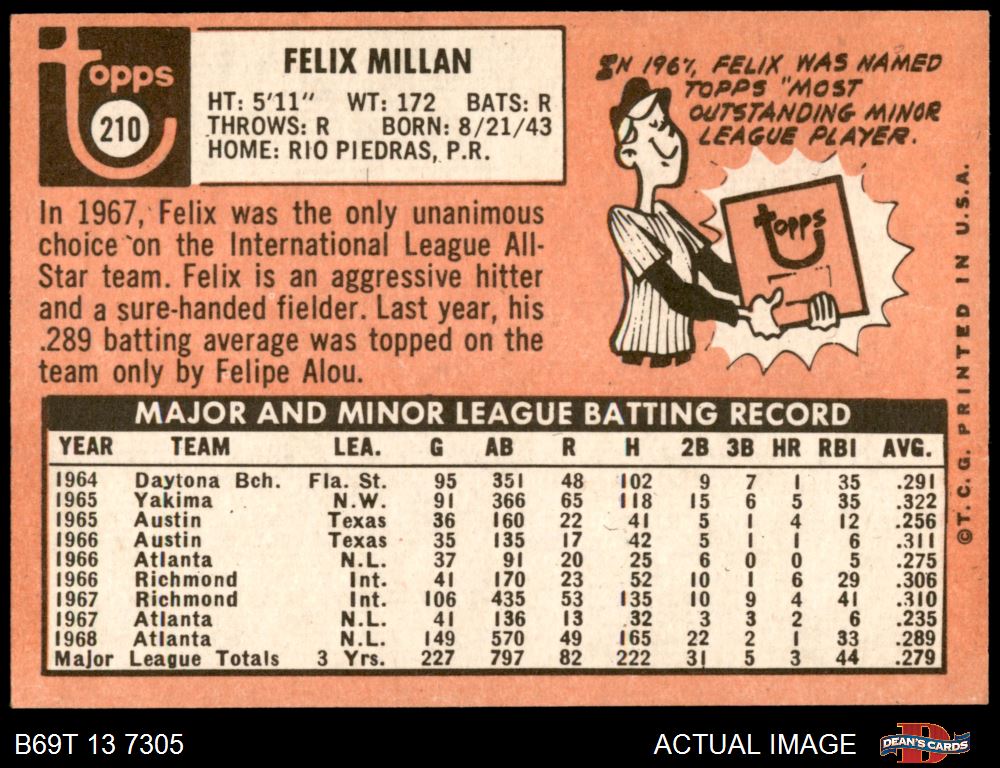 Topps
210
FELIX MILLAN
HT: 5'11" WT: 172 BATS: R
THROWS: R BORN: 8/21/43
HOME: RIO PIEDRAS, P.R.
In 1967, Felix was the only unanimous
choice on the International League All-
Star team. Felix is an aggressive hitter
and a sure-handed fielder. Last year, his
.289 batting average was topped on the
team only by Felipe Alou.
IN 1967, FELIX WAS NAMED
TOPPS "MOST
OUTSTANDING MINOR
LEAGUE PLAYER.
Topps
©T.C.G. PRINTED IN U.S.A.
MAJOR AND MINOR LEAGUE BATTING RECORD
YEAR TEAM LEA. G AB R H 2B 3B HR RBI AVG.
1964 Daytona Bch. Fla. St. 95 351 48 102 9 7 1 35 .291
1965 Yakima N.W. 91 366 65 118 15 6 5 35 .322
1965 Austin Texas 36 160 22 41 5 1 4 12 .256
1966 Austin Texas 35 135 17 42 5 1 1 6 .311
1966 Atlanta N.L. 37 91 20 25 6 0 0 5 .275
1966 Richmond Int. 41 170 23 52 10 1 6 29 .306
1967 Richmond Int. 106 435 53 135 10 9 4 41 .310
1967 Atlanta N.L. 41 136 13 32 3 3 2 6 .235
1968 Atlanta N.L. 149 570 49 165 22 2 1 33 .289
Major League Totals 3 Yrs. 227 797 82 222 31 5 3 44 .279
B69T 13 7305
ACTUAL IMAGE
DEAN'S CARDS